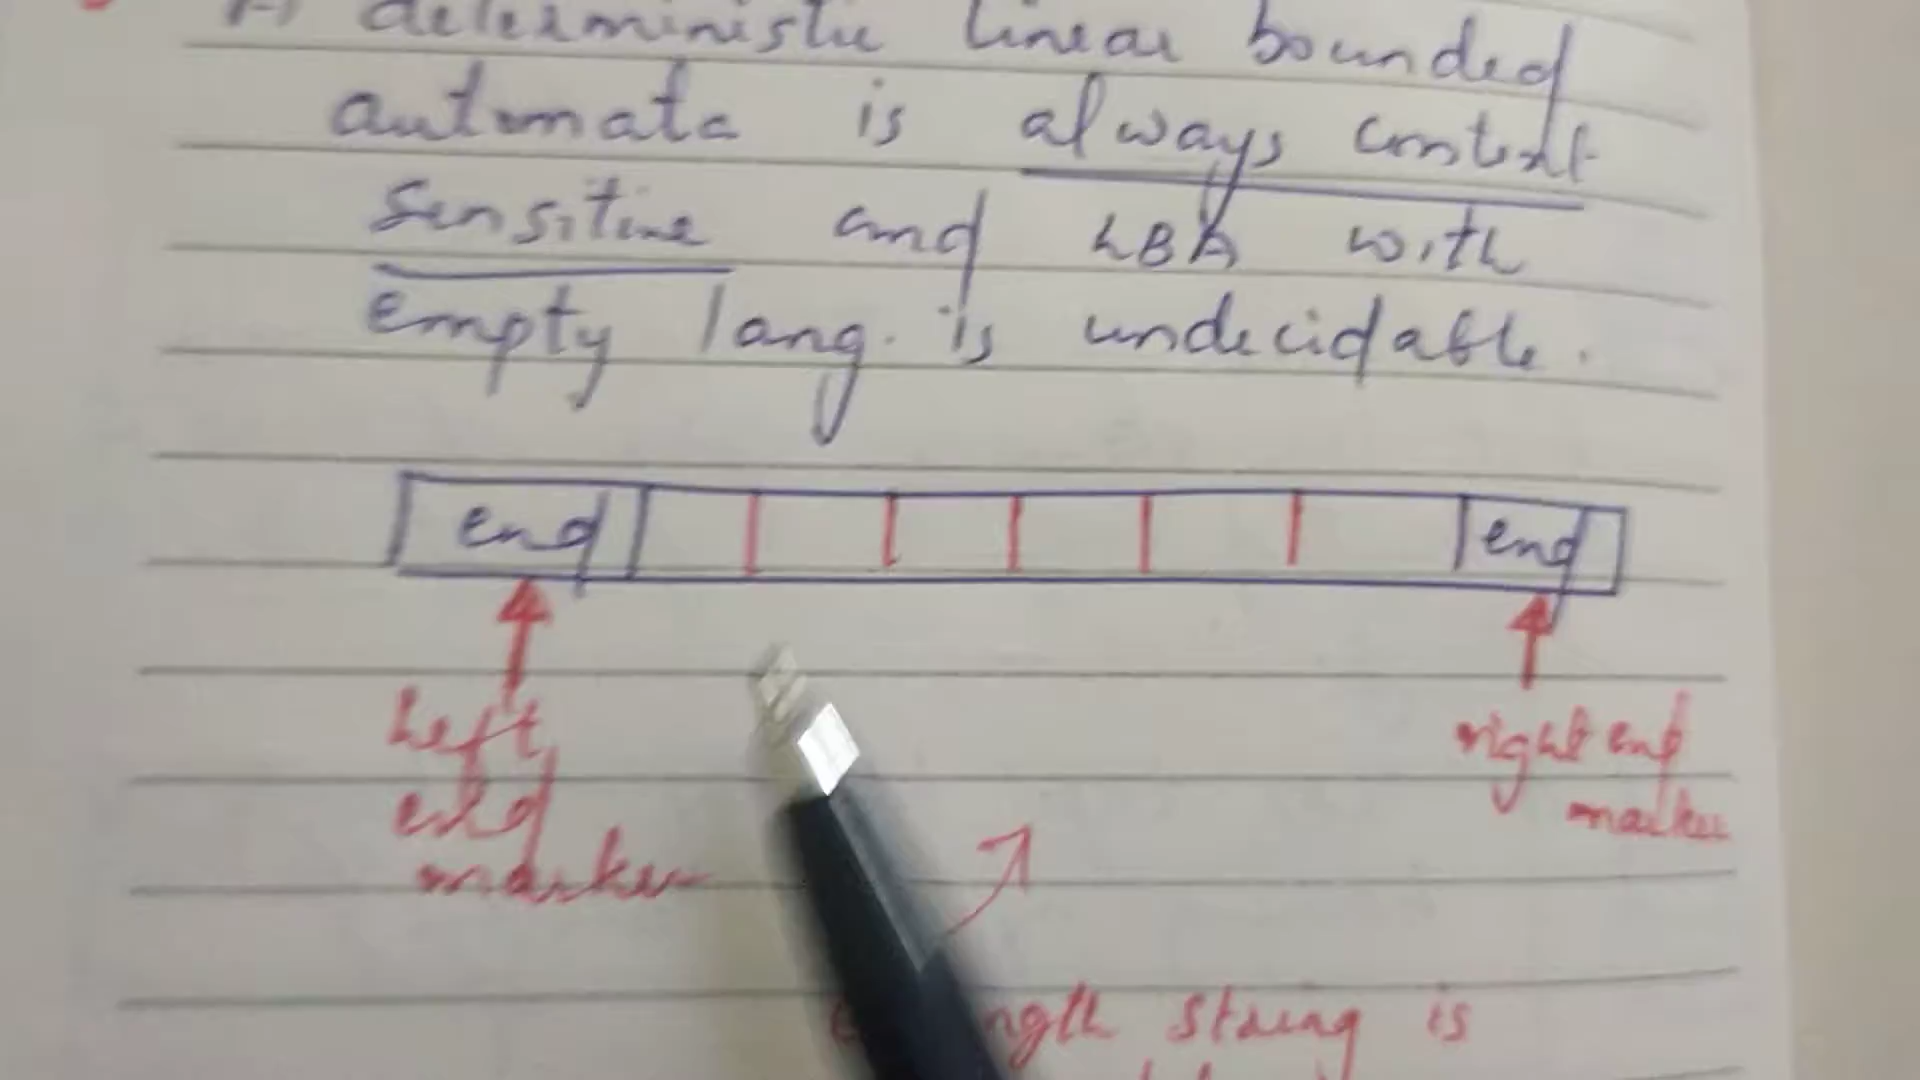 A deterministic linear bounded
automata is always context
sensitive and LBA with
empty lang. is undecidable.
end end
left right end
end marker
marker
string is